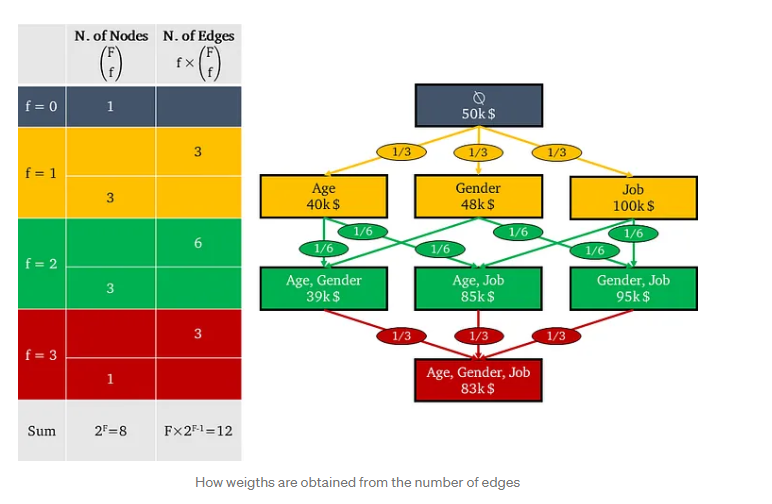 N. of Nodes N. of Edges
(F f) f × (F f)
f = 0 1
3
f = 1
3
6
f = 2
3
3
f = 3
1
Sum 2ᶠ=8 F×2ᶠ⁻¹=12
∅
50k $
1/3 1/3 1/3
Age
40k $
Gender
48k $
Job
100k $
1/6 1/6 1/6
1/6 1/6 1/6
Age, Gender
39k $
Age, Job
85k $
Gender, Job
95k $
1/3 1/3 1/3
Age, Gender, Job
83k $
How weigths are obtained from the number of edges